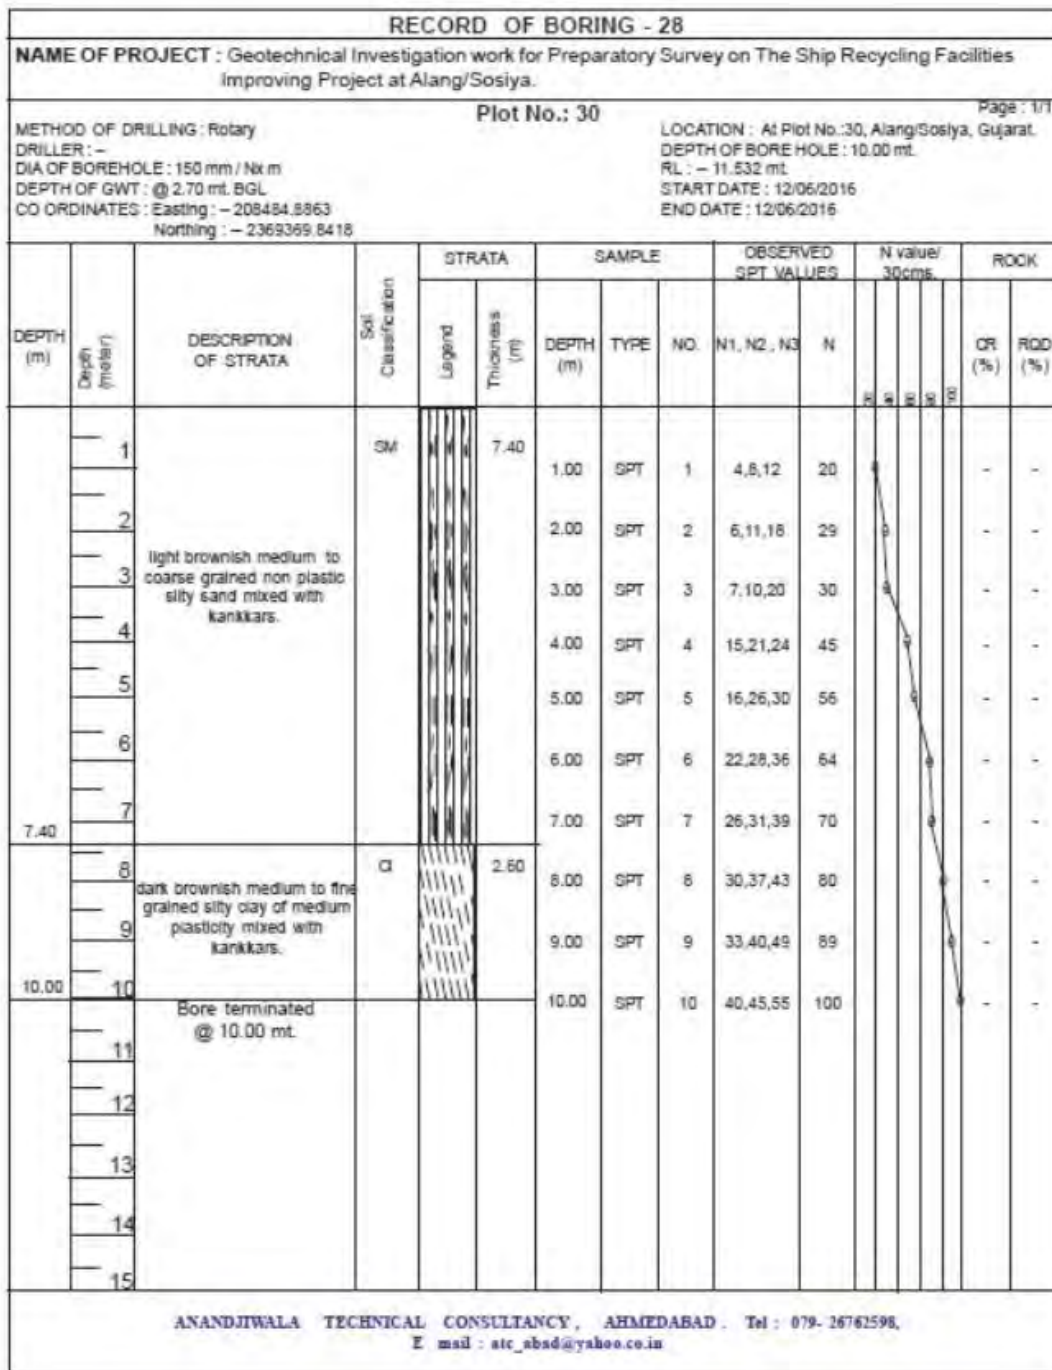 RECORD OF BORING - 28
NAME OF PROJECT : Geotechnical Investigation work for Preparatory Survey on The Ship Recycling Facilities
Improving Project at Alang/Sosiya.
Plot No.: 30
Page : 1/1
METHOD OF DRILLING : Rotary
DRILLER : –
DIA OF BOREHOLE : 150 mm / Nx m
DEPTH OF GWT : @ 2.70 mt. BGL
CO ORDINATES : Easting : – 208484.8863
Northing : – 2369369.8418
LOCATION : At Plot No.:30, Alang/Sosiya, Gujarat.
DEPTH OF BORE HOLE : 10.00 mt.
RL : – 11.532 mt.
START DATE : 12/06/2016
END DATE : 12/06/2016
DEPTH (m)
Depth (meter)
DESCRIPTION OF STRATA
Soil Classification
STRATA
Legend
Thickness (m)
SAMPLE
DEPTH (m) TYPE NO.
OBSERVED SPT VALUES
N1, N2 , N3 N
N value/ 30cms.
20 40 60 80 100
ROCK
CR (%) RQD (%)
1 SM 7.40
1.00 SPT 1 4,8,12 20 - -
2 2.00 SPT 2 6,11,18 29 - -
light brownish medium to
3 coarse grained non plastic 3.00 SPT 3 7,10,20 30 - -
silty sand mixed with
kankkars.
4 4.00 SPT 4 15,21,24 45 - -
5 5.00 SPT 5 16,26,30 56 - -
6 6.00 SPT 6 22,28,36 64 - -
7 7.00 SPT 7 26,31,39 70 - -
7.40
8 CI 2.60 8.00 SPT 8 30,37,43 80 - -
dark brownish medium to fine
grained silty clay of medium
9 plasticity mixed with 9.00 SPT 9 33,40,49 89 - -
kankkars.
10.00 10 10.00 SPT 10 40,45,55 100 - -
Bore terminated
@ 10.00 mt.
11
12
13
14
15
ANANDJIWALA TECHNICAL CONSULTANCY , AHMEDABAD . Tel : 079- 26762598,
E mail : atc_abad@yahoo.co.in